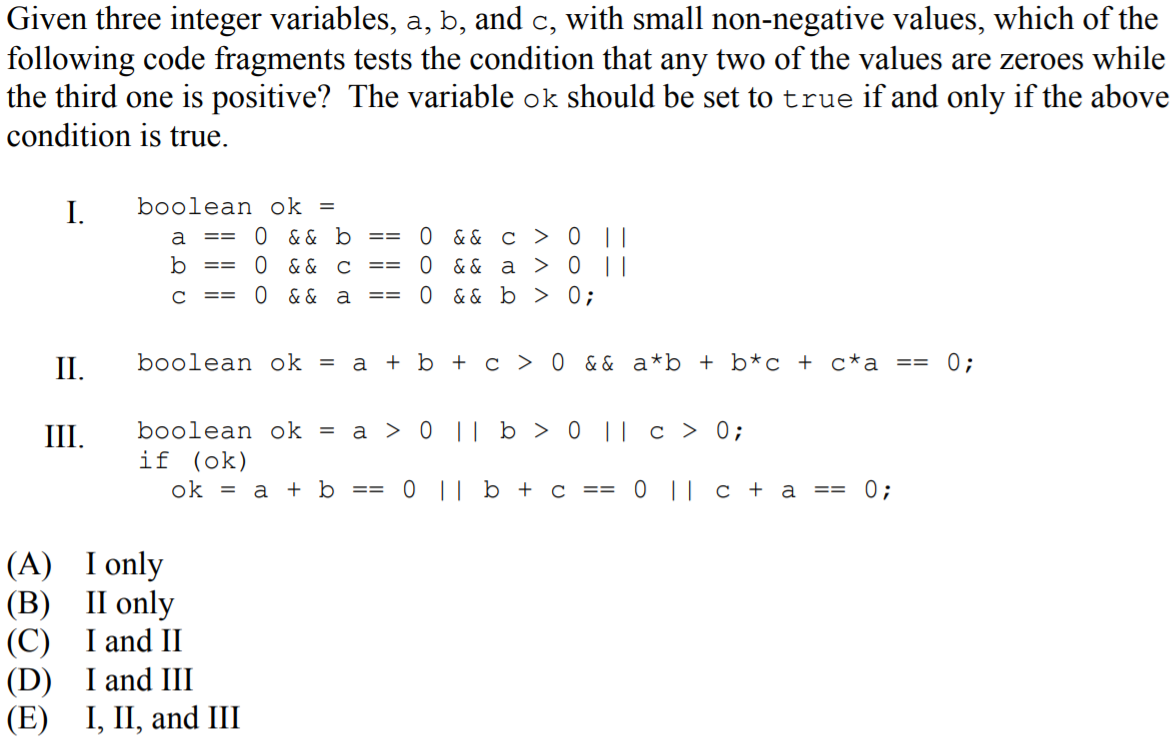 Given three integer variables, a, b, and c, with small non-negative values, which of the
following code fragments tests the condition that any two of the values are zeroes while
the third one is positive? The variable ok should be set to true if and only if the above
condition is true.
I. boolean ok =
a == 0 && b == 0 && c > 0 ||
b == 0 && c == 0 && a > 0 ||
c == 0 && a == 0 && b > 0;
II. boolean ok = a + b + c > 0 && a*b + b*c + c*a == 0;
III. boolean ok = a > 0 || b > 0 || c > 0;
if (ok)
ok = a + b == 0 || b + c == 0 || c + a == 0;
(A) I only
(B) II only
(C) I and II
(D) I and III
(E) I, II, and III